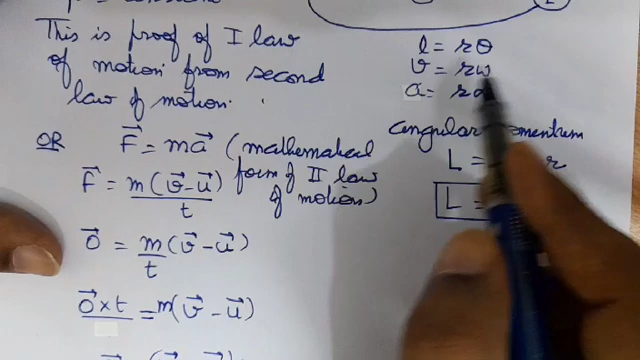 This is proof of I law
of motion from second
law of motion.
OR F⃗ = ma⃗ (mathematical
form of II law
of motion)
F⃗ = m(v⃗ - u⃗)/t
0⃗ = m/t (v⃗ - u⃗)
0⃗ × t = m(v⃗ - u⃗)
l = rθ
v = rω
a = r
angular momentum
L = r
L =